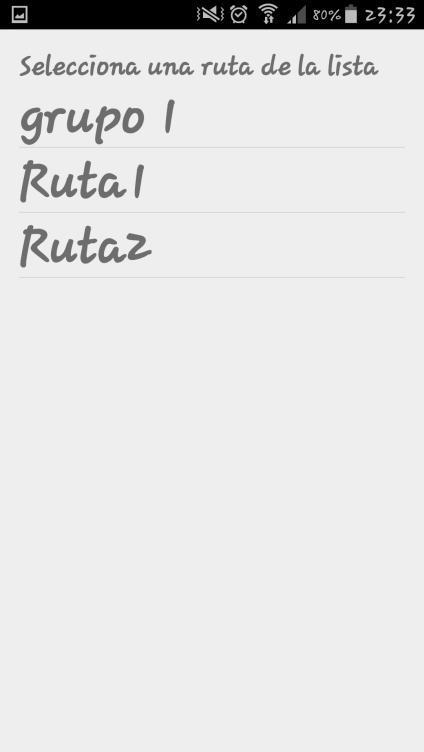 80% 23:33
Selecciona una ruta de la lista
grupo 1
Ruta1
Ruta2